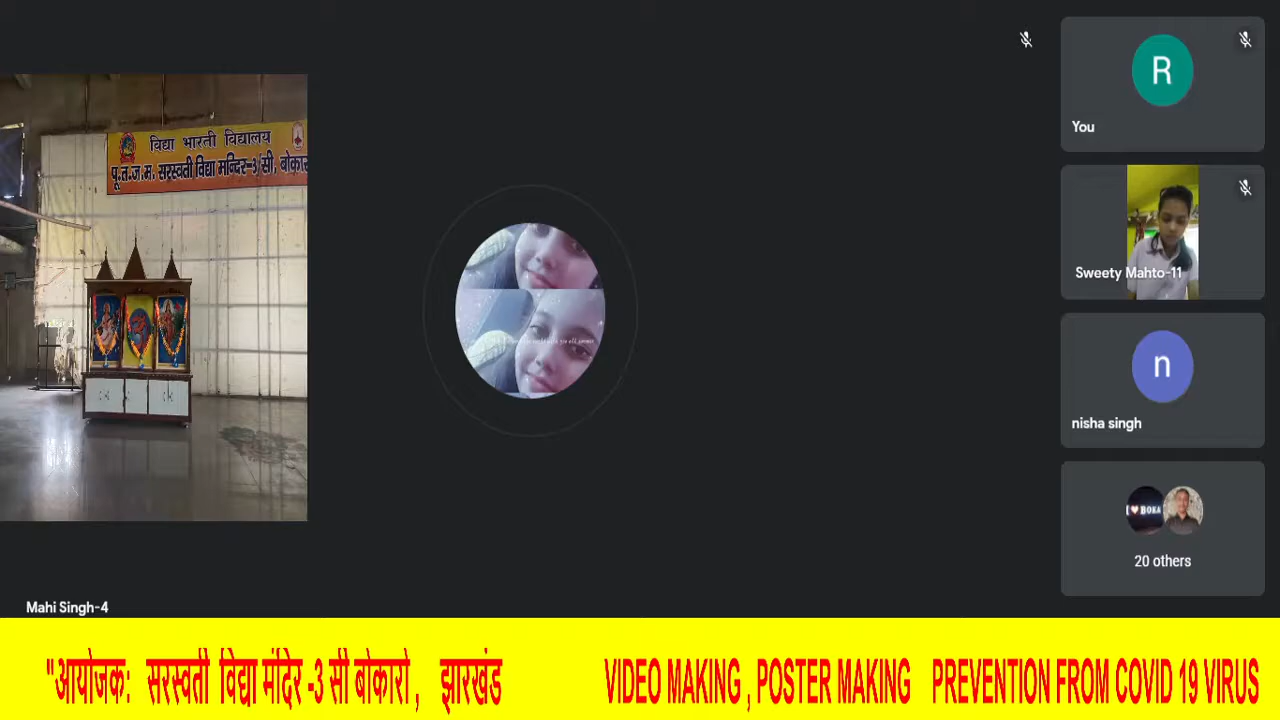 विद्या भारती विद्यालय
पू.त.ज.म. सरस्वती विद्या मन्दिर-3/सी. बोकार
You
Sweety Mahto-11
nisha singh
I ❤ BOKA
20 others
Mahi Singh-4
"आयोजक: सरस्वती विद्या मंदिर -3 सी बोकारो , झारखंड VIDEO MAKING , POSTER MAKING PREVENTION FROM COVID 19 VIRUS
R
n